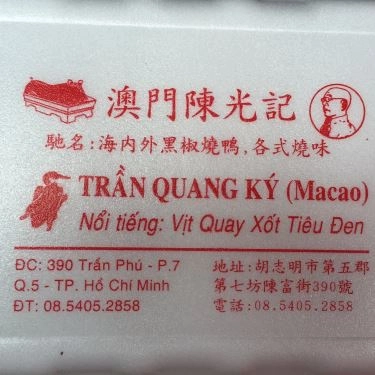 澳門陳光記
馳名:海内外黑椒燒鴨,各式燒味
TRẦN QUANG KÝ (Macao)
Nổi tiếng: Vịt Quay Xốt Tiêu Đen
ĐC: 390 Trần Phú - P.7
Q.5 - TP. Hồ Chí Minh
ĐT: 08.5405.2858
地址:胡志明市第五郡
第七坊陳富街390號
電話:08.5405.2858